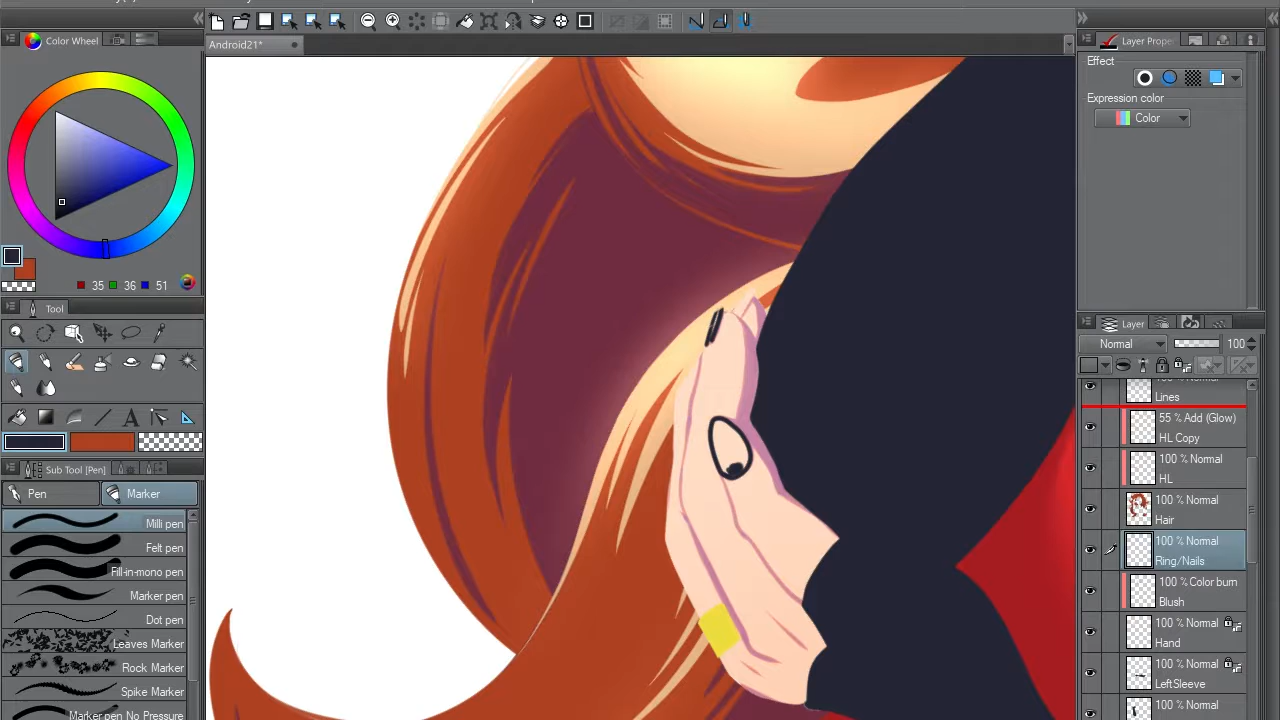 Color Wheel
Android21*
Layer Prope
Effect
Expression color
Color
35 36 51
Tool
Layer
Normal 100
Lines
55 % Add (Glow)
HL Copy
100 % Normal
HL
100 % Normal
Hair
100 % Normal
Ring/Nails
100 % Color burn
Blush
100 % Normal
Hand
100 % Normal
LeftSleeve
100 % Normal
Sub Tool [Pen]
Pen Marker
Milli pen
Felt pen
Fill-in-mono pen
Marker pen
Dot pen
Leaves Marker
Rock Marker
Spike Marker
Marker pen No Pressure
A